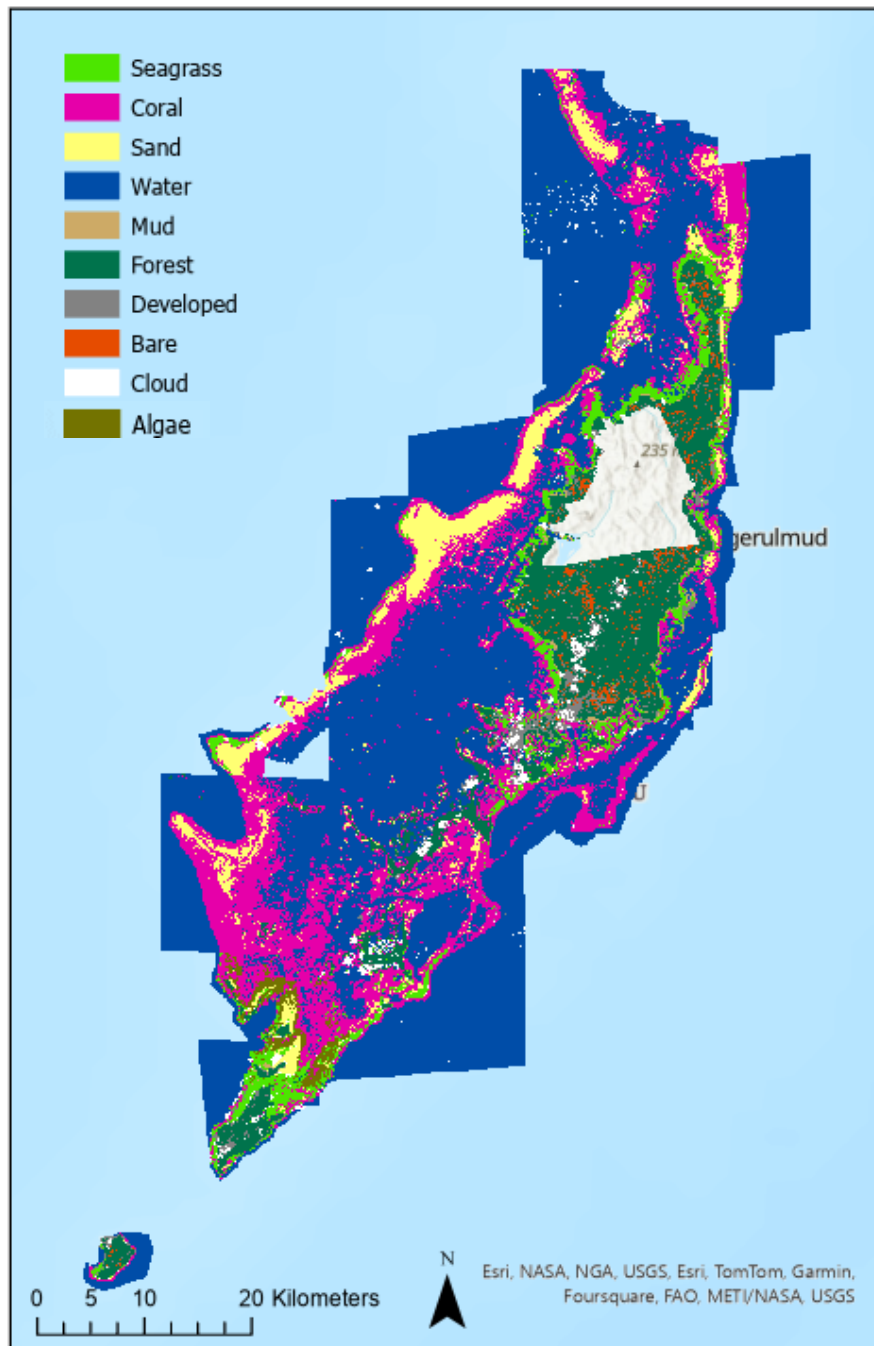 Seagrass
Coral
Sand
Water
Mud
Forest
Developed
Bare
Cloud
Algae
235
gerulmud
U
N
0 5 10 20 Kilometers
Esri, NASA, NGA, USGS, Esri, TomTom, Garmin,
Foursquare, FAO, METI/NASA, USGS